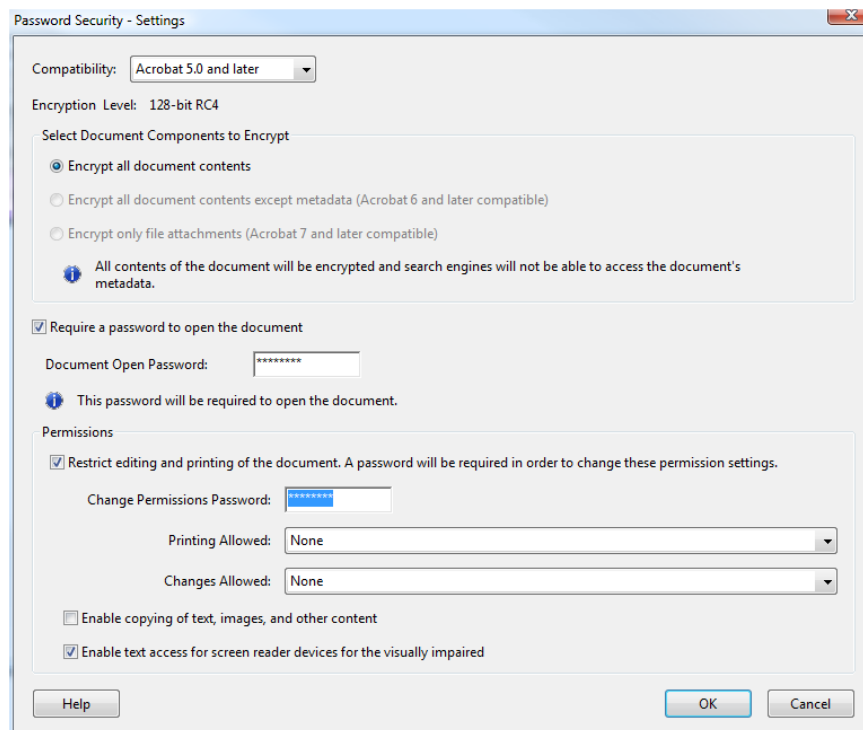 Password Security - Settings
Compatibility: Acrobat 5.0 and later
Encryption Level: 128-bit RC4
Select Document Components to Encrypt
Encrypt all document contents
Encrypt all document contents except metadata (Acrobat 6 and later compatible)
Encrypt only file attachments (Acrobat 7 and later compatible)
All contents of the document will be encrypted and search engines will not be able to access the document's
metadata.
Require a password to open the document
Document Open Password: ********
This password will be required to open the document.
Permissions
Restrict editing and printing of the document. A password will be required in order to change these permission settings.
Change Permissions Password: ********
Printing Allowed: None
Changes Allowed: None
Enable copying of text, images, and other content
Enable text access for screen reader devices for the visually impaired
Help OK Cancel